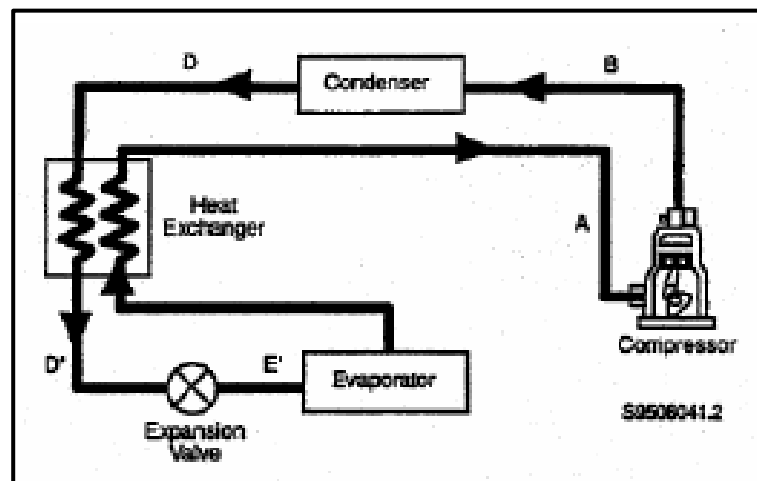 D
Condenser
B
Heat
Exchanger
A
Compressor
D'
E'
Evaporator
Expansion
Valve
S9508041.2